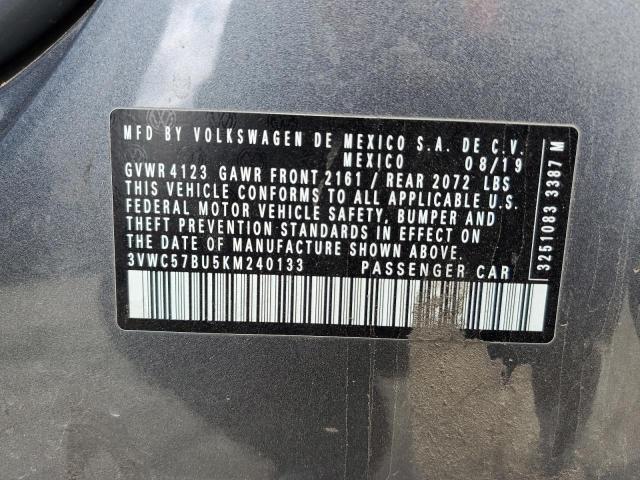 MFD BY VOLKSWAGEN DE MEXICO S.A. DE C.V.
MEXICO 08/19
GVWR 4123 GAWR FRONT 2161 / REAR 2072 LBS
THIS VEHICLE CONFORMS TO ALL APPLICABLE U.S.
FEDERAL MOTOR VEHICLE SAFETY, BUMPER AND
THEFT PREVENTION STANDARDS IN EFFECT ON
THE DATE OF MANUFACTURE SHOWN ABOVE.
3VWC57BU5KM240133 PASSENGER CAR
3251083 3387 M